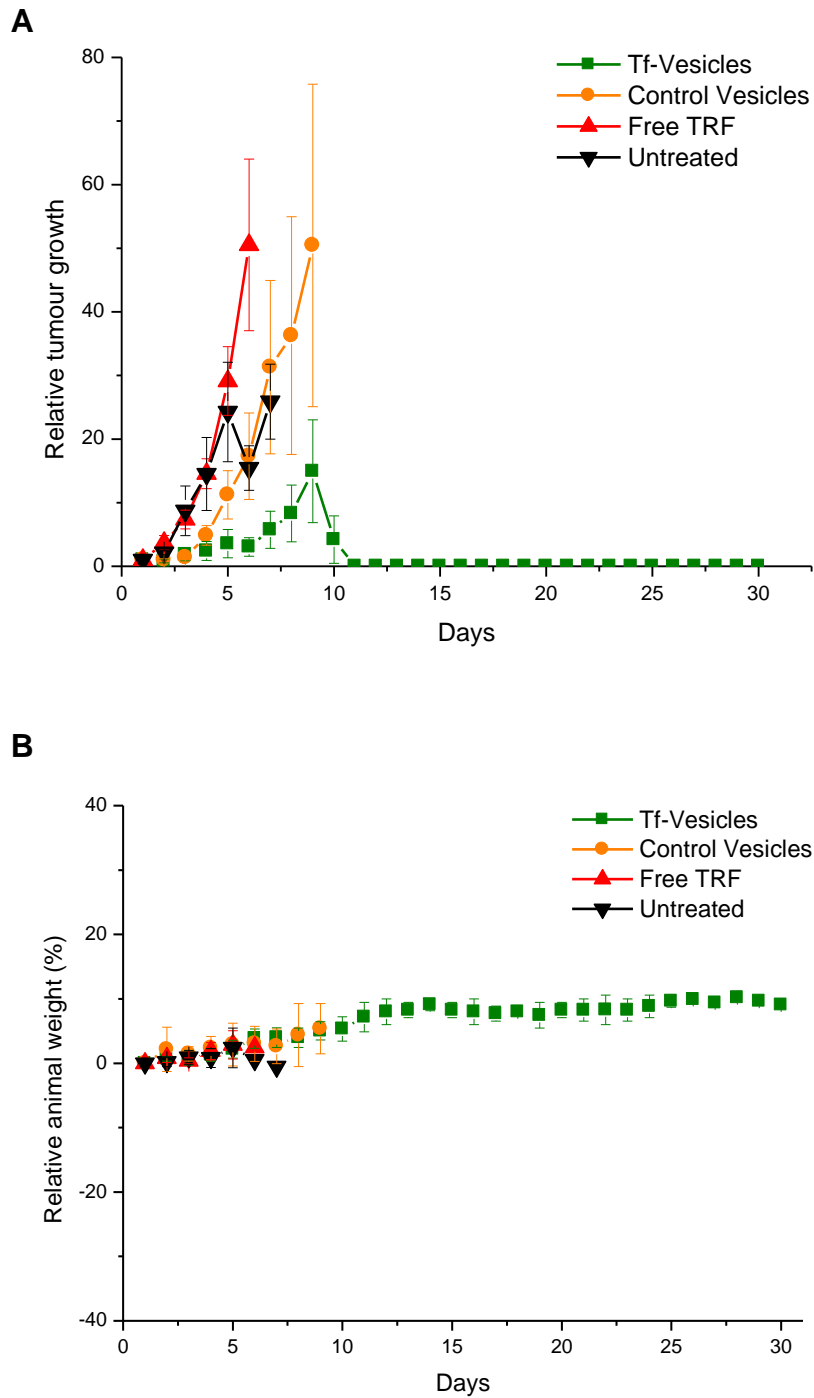 A
80
60
40
20
0
Relative tumour growth
Tf-Vesicles
Control Vesicles
Free TRF
Untreated
0 5 10 15 20 25 30
Days
B
40
20
0
-20
-40
Relative animal weight (%)
Tf-Vesicles
Control Vesicles
Free TRF
Untreated
0 5 10 15 20 25 30
Days